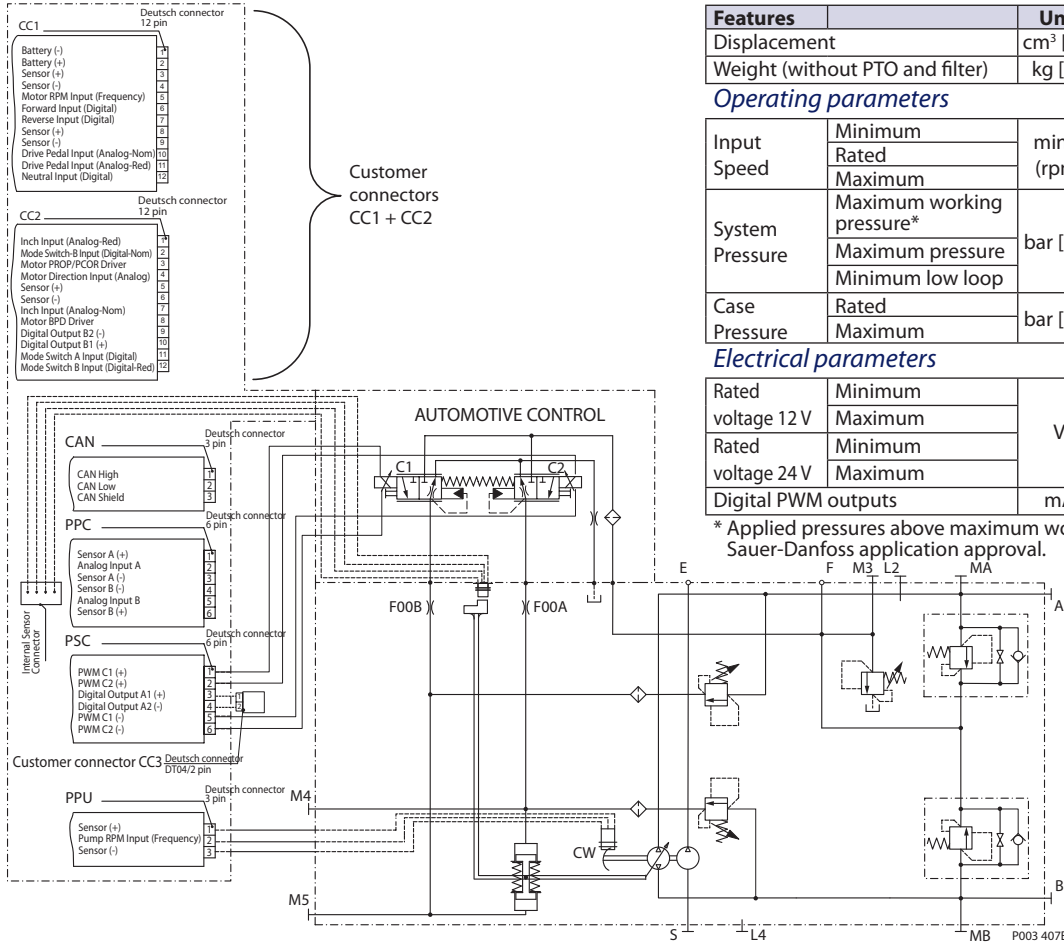 CC1
Deutsch connector
12 pin
Battery (-) 1
Battery (+) 2
Sensor (+) 3
Sensor (-) 4
Motor RPM Input (Frequency) 5
Forward Input (Digital) 6
Reverse Input (Digital) 7
Sensor (+) 8
Sensor (-) 9
Drive Pedal Input (Analog-Nom) 10
Drive Pedal Input (Analog-Red) 11
Neutral Input (Digital) 12
CC2
Deutsch connector
12 pin
Inch Input (Analog-Red) 1
Mode Switch-B Input (Digital-Nom) 2
Motor PROP/PCOR Driver 3
Motor Direction Input (Analog) 4
Sensor (+) 5
Sensor (-) 6
Inch Input (Analog-Nom) 7
Motor BPD Driver 8
Digital Output B2 (-) 9
Digital Output B1 (+) 10
Mode Switch A Input (Digital) 11
Mode Switch B Input (Digital-Red) 12
Customer
connectors
CC1 + CC2
CAN
Deutsch connector
3 pin
CAN High 1
CAN Low 2
CAN Shield 3
PPC
Deutsch connector
6 pin
Sensor A (+) 1
Analog Input A 2
Sensor A (-) 3
Sensor B (-) 4
Analog Input B 5
Sensor B (+) 6
Internal Sensor
Connector
PSC
Deutsch connector
6 pin
PWM C1 (+) 1
PWM C2 (+) 2
Digital Output A1 (+) 3
Digital Output A2 (-) 4
PWM C1 (-) 5
PWM C2 (-) 6
1
2
Customer connector CC3
Deutsch connector
DT04/2 pin
PPU
Deutsch connector
3 pin
Sensor (+) 1
Pump RPM Input (Frequency) 2
Sensor (-) 3
AUTOMOTIVE CONTROL
C1
C2
F00B
F00A
E
F
M3
L2
MA
A
M4
CW
M5
S
L4
MB
B
P003 407E
Features Un
Displacement cm³ [
Weight (without PTO and filter) kg [
Operating parameters
Input
Speed
Minimum
Rated
Maximum
min
(rpm
System
Pressure
Maximum working
pressure*
Maximum pressure
Minimum low loop
bar [
Case
Pressure
Rated
Maximum
bar [
Electrical parameters
Rated
voltage 12 V
Minimum
Maximum
Rated
voltage 24 V
Minimum
Maximum
V
Digital PWM outputs mA
* Applied pressures above maximum wo
Sauer-Danfoss application approval.